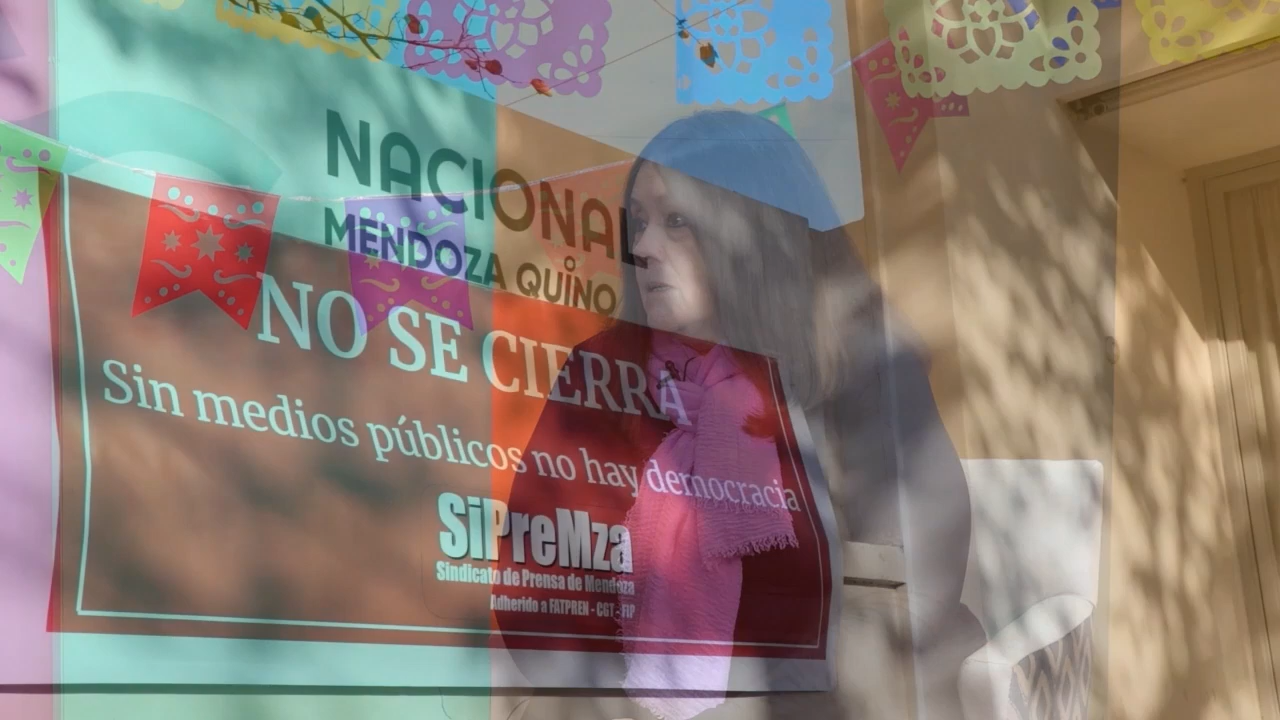 NACIONAL
MENDOZA QUINO
NO SE CIERRA
Sin medios públicos no hay democracia
SiPreMza
Sindicato de Prensa de Mendoza
Adherido a FATPREN - CGT - FIP